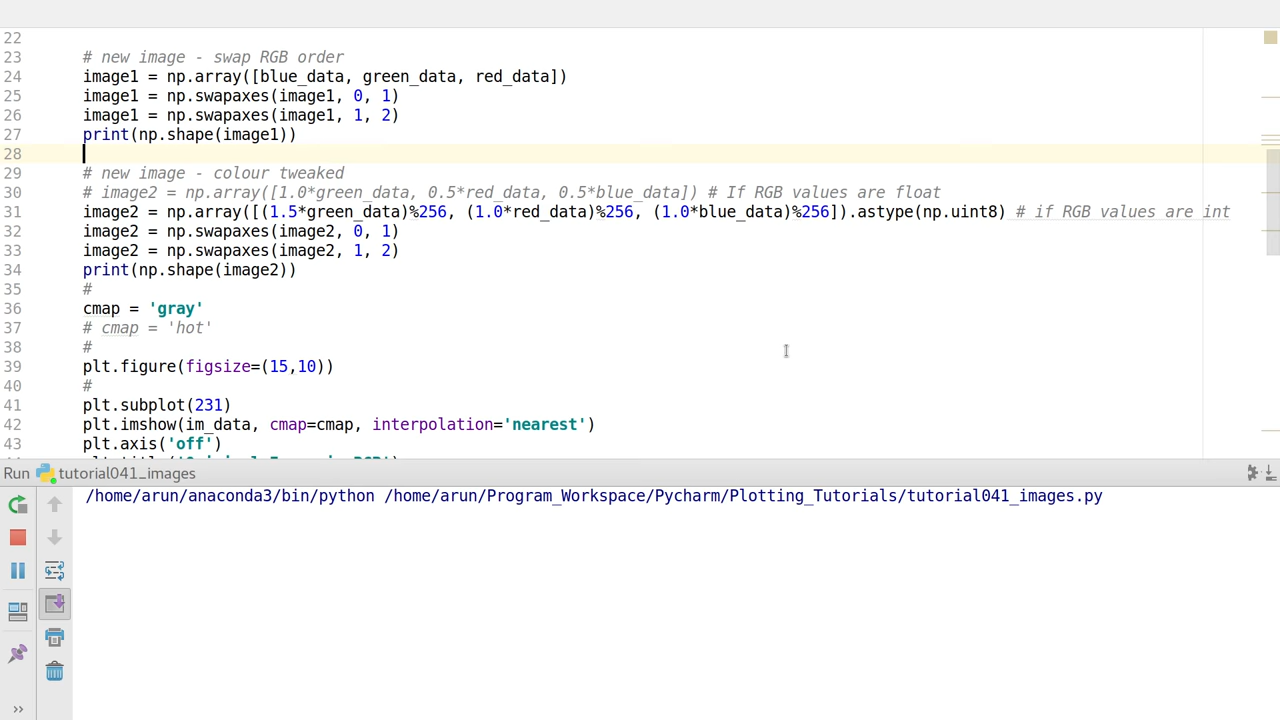 22
23 # new image - swap RGB order
24 image1 = np.array([blue_data, green_data, red_data])
25 image1 = np.swapaxes(image1, 0, 1)
26 image1 = np.swapaxes(image1, 1, 2)
27 print(np.shape(image1))
28
29 # new image - colour tweaked
30 # image2 = np.array([1.0*green_data, 0.5*red_data, 0.5*blue_data]) # If RGB values are float
31 image2 = np.array([(1.5*green_data)%256, (1.0*red_data)%256, (1.0*blue_data)%256]).astype(np.uint8) # if RGB values are int
32 image2 = np.swapaxes(image2, 0, 1)
33 image2 = np.swapaxes(image2, 1, 2)
34 print(np.shape(image2))
35 #
36 cmap = 'gray'
37 # cmap = 'hot'
38 #
39 plt.figure(figsize=(15,10))
40 #
41 plt.subplot(231)
42 plt.imshow(im_data, cmap=cmap, interpolation='nearest')
43 plt.axis('off')
Run tutorial041_images
/home/arun/anaconda3/bin/python /home/arun/Program_Workspace/Pycharm/Plotting_Tutorials/tutorial041_images.py